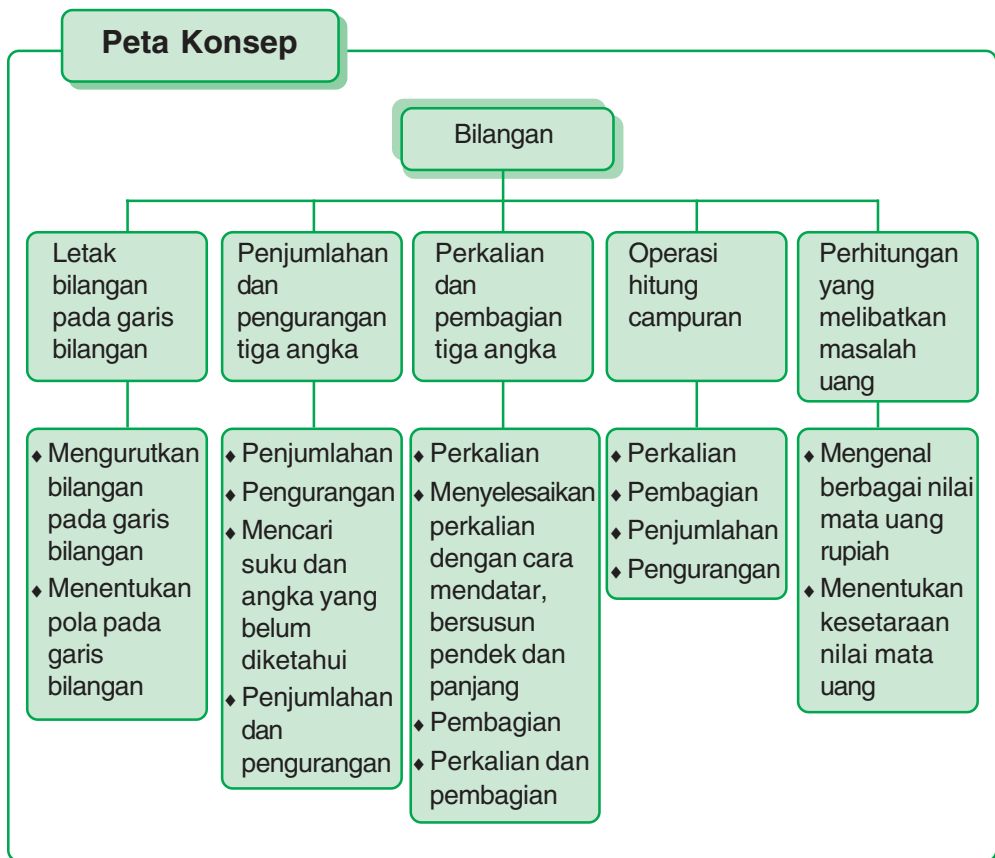 Peta Konsep
Bilangan
Letak
bilangan
pada garis
bilangan
Penjumlahan
dan
pengurangan
tiga angka
Perkalian
dan
pembagian
tiga angka
Operasi
hitung
campuran
Perhitungan
yang
melibatkan
masalah
uang
♦ Mengurutkan
bilangan
pada garis
bilangan
♦ Menentukan
pola pada
garis
bilangan
♦ Penjumlahan
♦ Pengurangan
♦ Mencari
suku dan
angka yang
belum
diketahui
♦ Penjumlahan
dan
pengurangan
♦ Perkalian
♦ Menyelesaikan
perkalian
dengan cara
mendatar,
bersusun
pendek dan
panjang
♦ Pembagian
♦ Perkalian dan
pembagian
♦ Perkalian
♦ Pembagian
♦ Penjumlahan
♦ Pengurangan
♦ Mengenal
berbagai nilai
mata uang
rupiah
♦ Menentukan
kesetaraan
nilai mata
uang